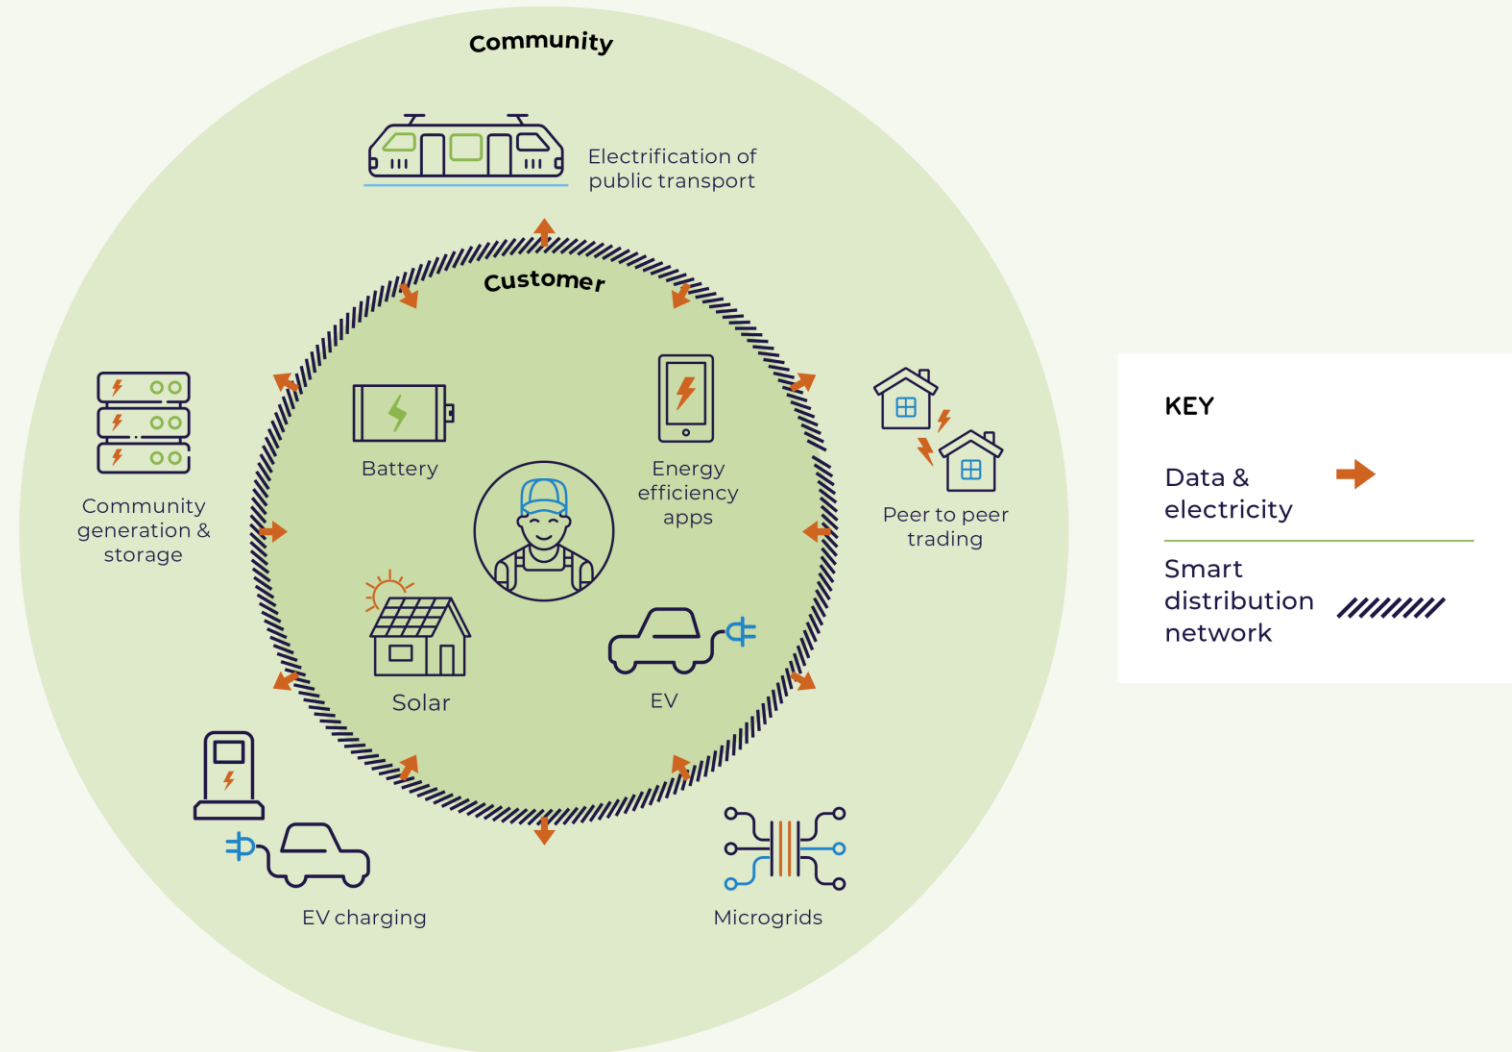 Community
Electrification of
public transport
Customer
Battery
Energy
efficiency
apps
Community
generation &
storage
Peer to peer
trading
Solar
EV
EV charging
Microgrids
KEY
Data &
electricity
Smart
distribution
network